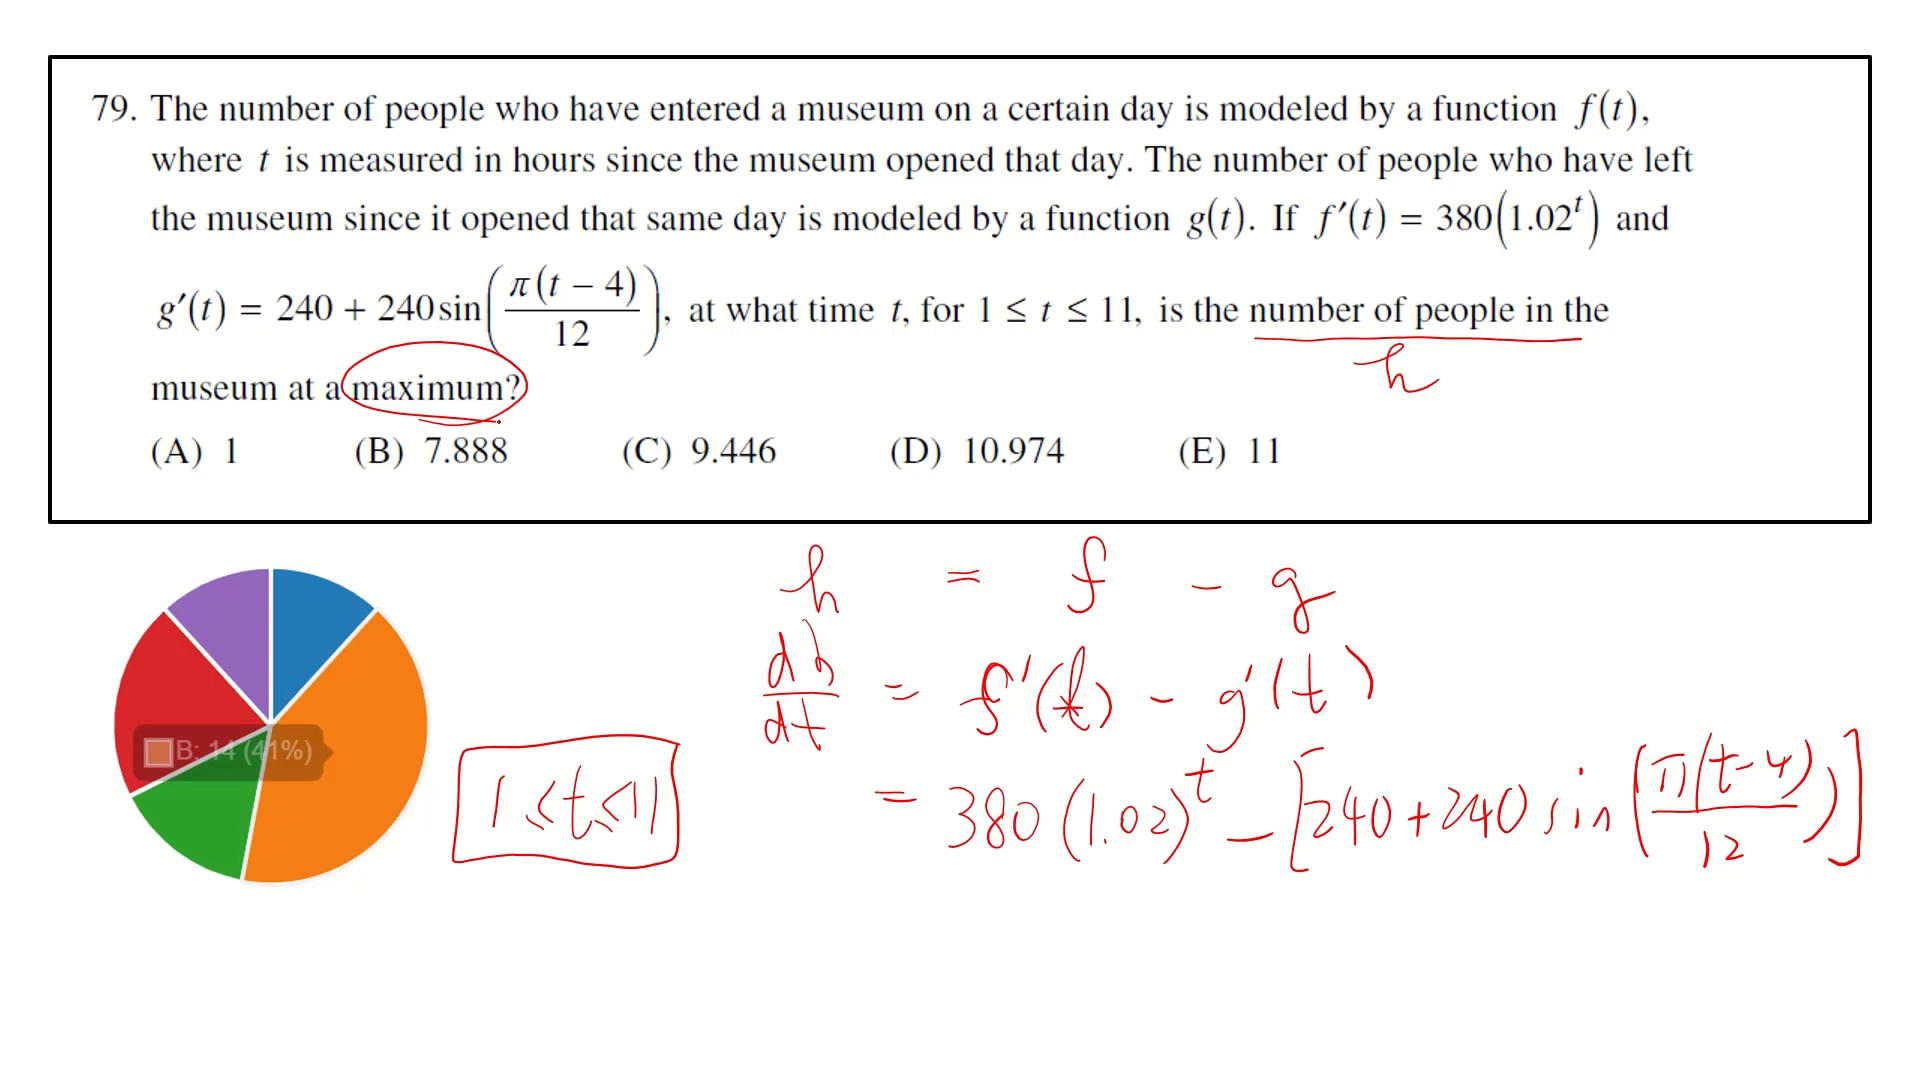 79. The number of people who have entered a museum on a certain day is modeled by a function f(t),
where t is measured in hours since the museum opened that day. The number of people who have left
the museum since it opened that same day is modeled by a function g(t). If f′(t) = 380(1.02^t) and
g′(t) = 240 + 240 sin(π(t − 4)/12), at what time t, for 1 ≤ t ≤ 11, is the number of people in the
h
museum at a maximum?
(A) 1 (B) 7.888 (C) 9.446 (D) 10.974 (E) 11
h = f - g
dh/dt = f'(t) - g'(t)
B: 14 (41%)
1 ≤ t ≤ 11
= 380 (1.02)^t - [240 + 240 sin(π(t-4)/12)]